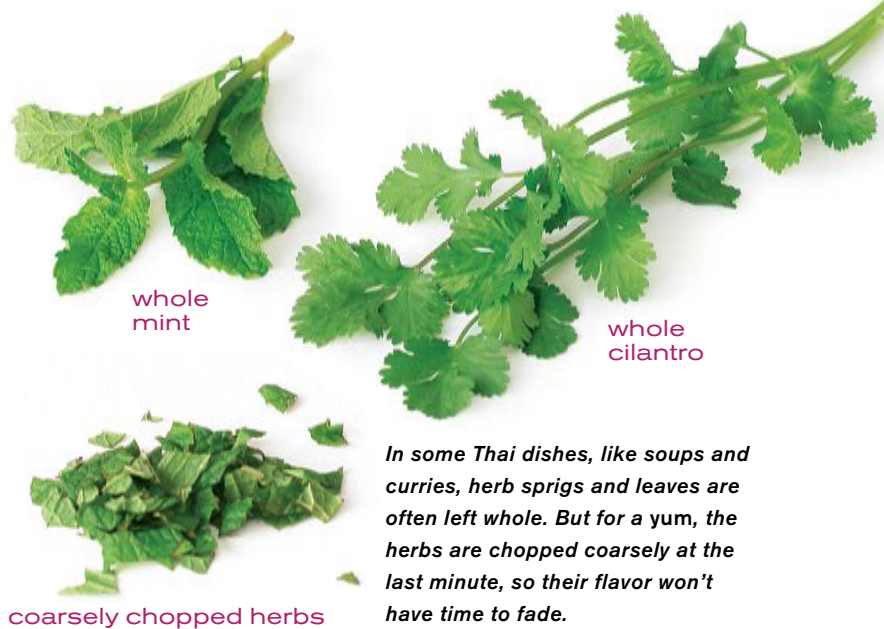 whole
mint
whole
cilantro
In some Thai dishes, like soups and
curries, herb sprigs and leaves are
often left whole. But for a yum, the
herbs are chopped coarsely at the
last minute, so their flavor won’t
have time to fade.
coarsely chopped herbs